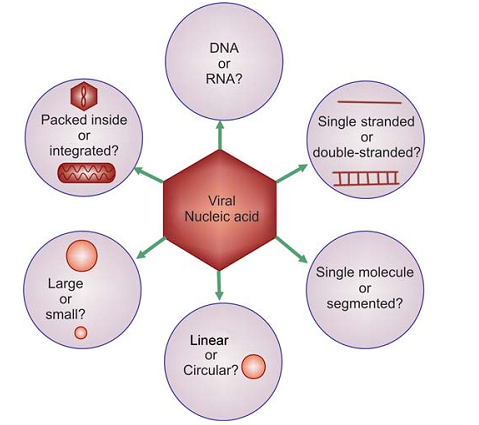 DNA
or
RNA?
Packed inside
or
integrated?
Single stranded
or
double-stranded?
Viral
Nucleic acid
Large
or
small?
Single molecule
or
segmented?
Linear
or
Circular?